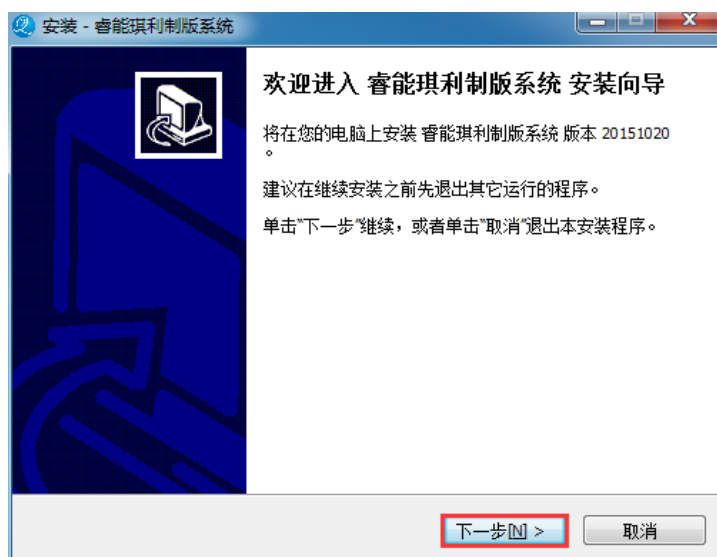 安装 - 睿能琪利制版系统
欢迎进入 睿能琪利制版系统 安装向导
将在您的电脑上安装 睿能琪利制版系统 版本 20151020
。
建议在继续安装之前先退出其它运行的程序。
单击“下一步”继续，或者单击“取消”退出本安装程序。
下一步[N] >
取消